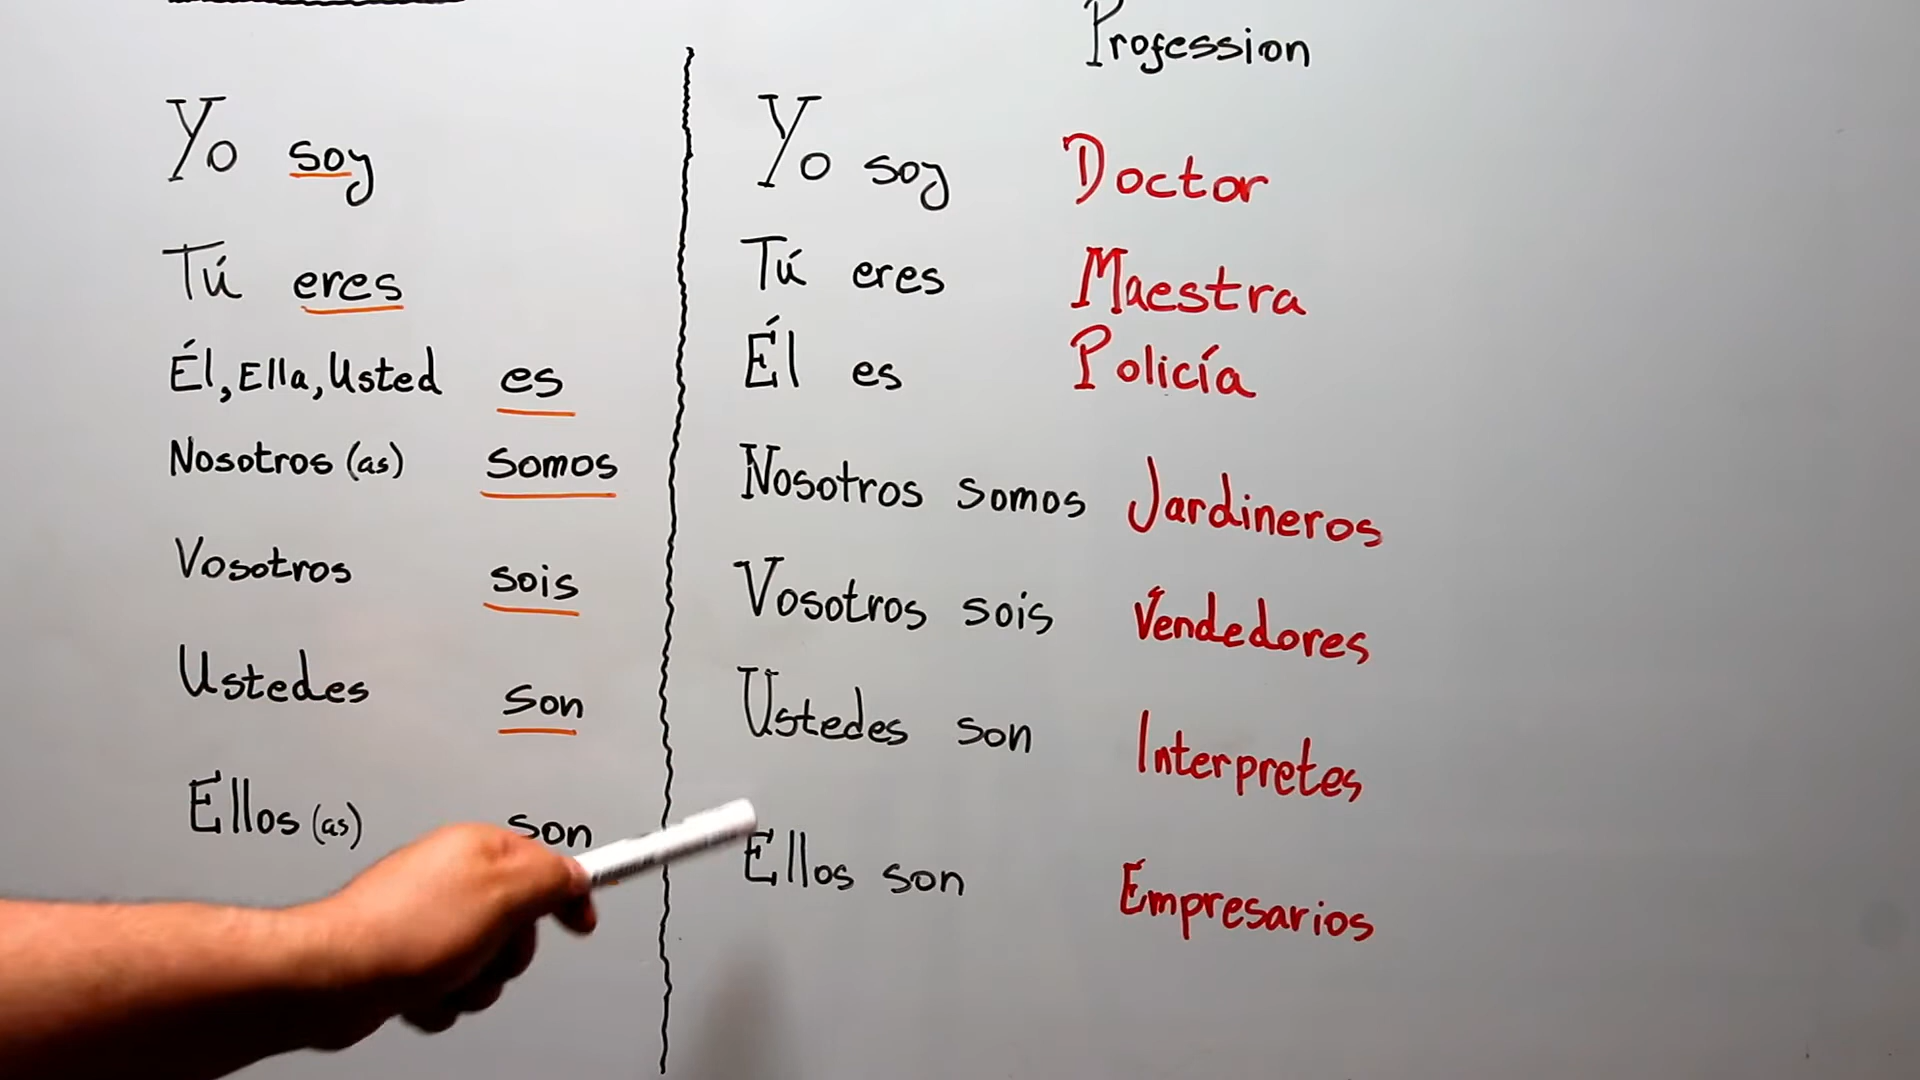 Yo soy
Tú eres
Él, Ella, Usted es
Nosotros (as) somos
Vosotros sois
Ustedes son
Ellos (as) son
Profession
Yo soy Doctor
Tú eres Maestra
Él es Policía
Nosotros somos Jardineros
Vosotros sois Vendedores
Ustedes son Interpretes
Ellos son Empresarios